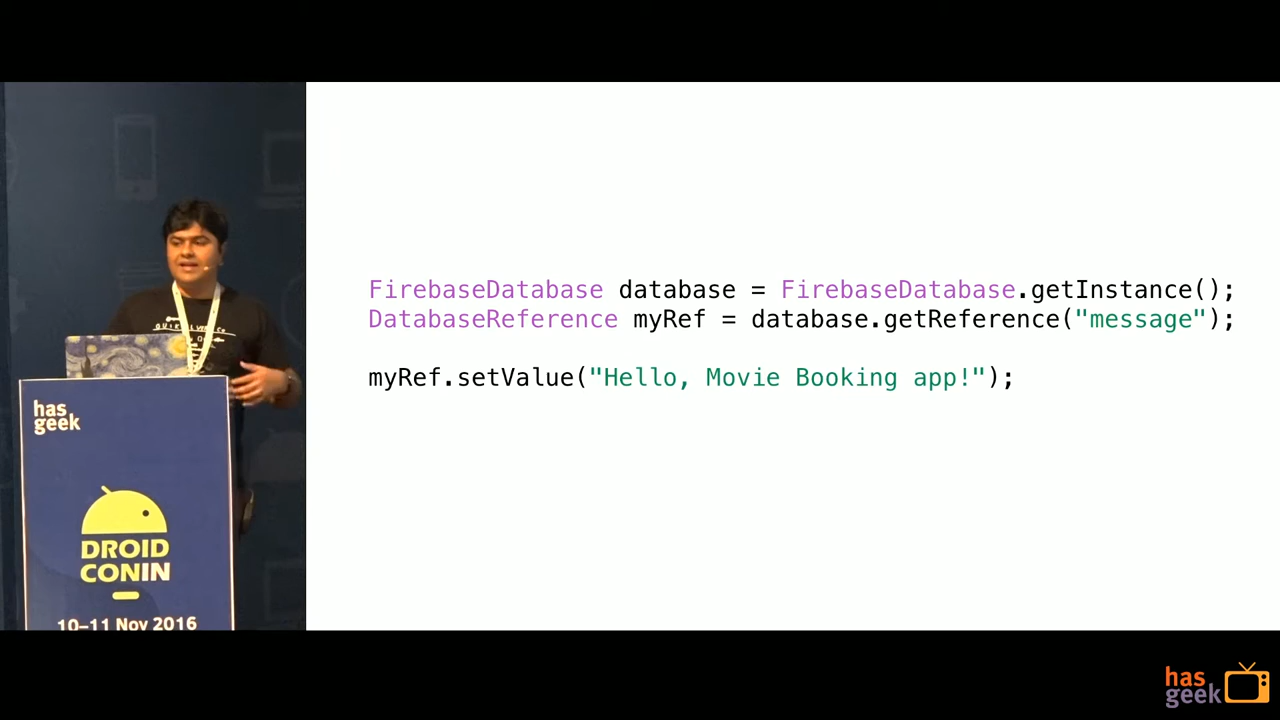 has
geek
DROID
CONIN
10–11 Nov 2016
FirebaseDatabase database = FirebaseDatabase.getInstance();
DatabaseReference myRef = database.getReference("message");
myRef.setValue("Hello, Movie Booking app!");
has
geek